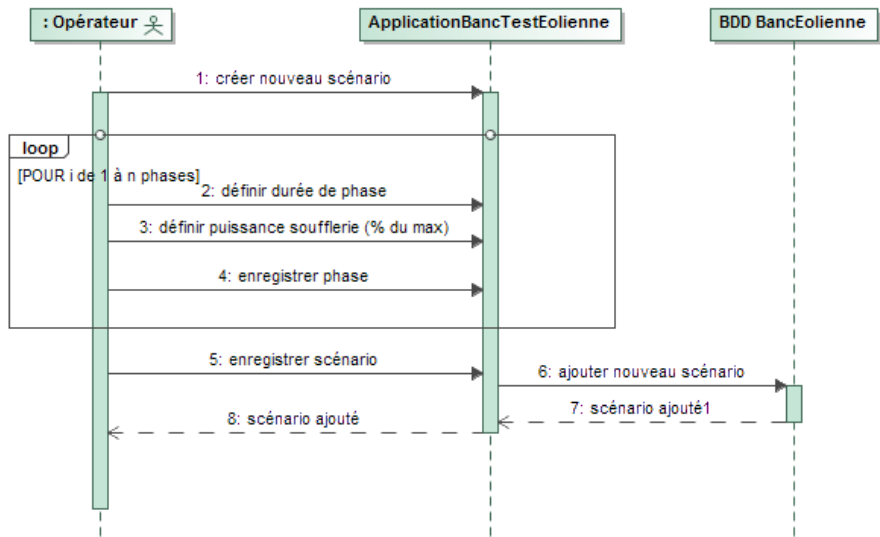 : Opérateur
ApplicationBancTestEolienne
BDD BancEolienne
1: créer nouveau scénario
loop
[POUR i de 1 à n phases]
2: définir durée de phase
3: définir puissance soufflerie (% du max)
4: enregistrer phase
5: enregistrer scénario
6: ajouter nouveau scénario
7: scénario ajouté1
8: scénario ajouté